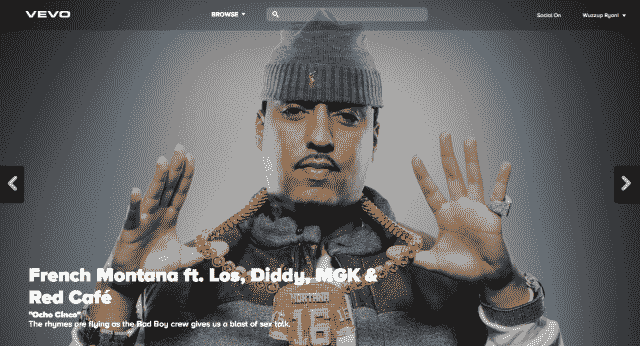 VEVO
BROWSE
Social On
Wuzzup Ryan!
French Montana ft. Los, Diddy, MGK &
Red Café
"Ocho Cinco"
The rhymes are flying as the Bad Boy crew gives us a blast of sex talk.
MONTANA
16